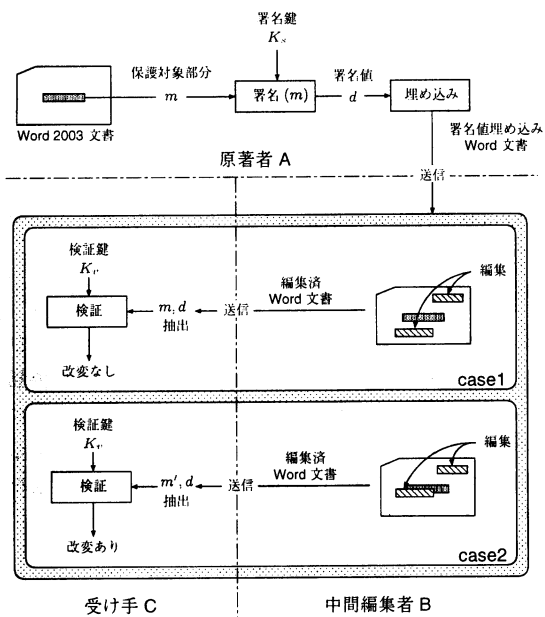 署名鍵
Ks
保護対象部分
m
署名 (m)
署名値
d
埋め込み
Word 2003 文書
原著者 A
署名値埋め込み
Word 文書
送信
検証鍵
Kv
検証
m, d
抽出
送信
編集済
Word 文書
編集
改変なし
case1
検証鍵
Kv
検証
m′, d
抽出
送信
編集済
Word 文書
編集
改変あり
case2
受け手 C
中間編集者 B